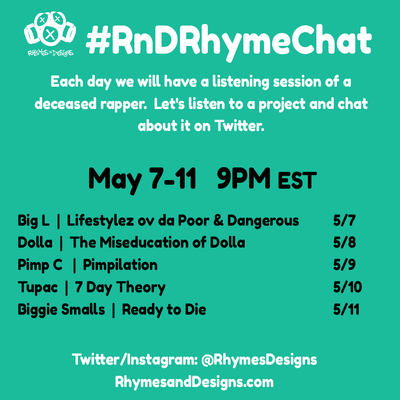 RHYMES+DESIGNS
#RnDRhymeChat
Each day we will have a listening session of a
deceased rapper. Let's listen to a project and chat
about it on Twitter.
May 7-11 9PM EST
Big L | Lifestylez ov da Poor & Dangerous 5/7
Dolla | The Miseducation of Dolla 5/8
Pimp C | Pimpilation 5/9
Tupac | 7 Day Theory 5/10
Biggie Smalls | Ready to Die 5/11
Twitter/Instagram: @RhymesDesigns
RhymesandDesigns.com